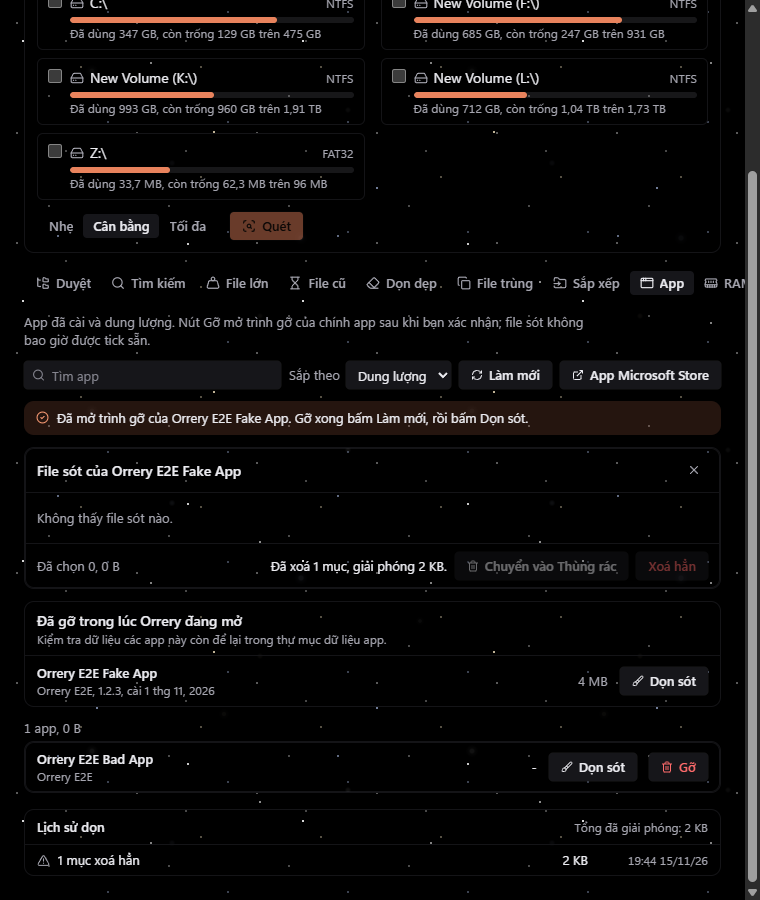 C:\ NTFS
Đã dùng 347 GB, còn trống 129 GB trên 475 GB
New Volume (F:\) NTFS
Đã dùng 685 GB, còn trống 247 GB trên 931 GB
New Volume (K:\) NTFS
Đã dùng 993 GB, còn trống 960 GB trên 1,91 TB
New Volume (L:\) NTFS
Đã dùng 712 GB, còn trống 1,04 TB trên 1,73 TB
Z:\ FAT32
Đã dùng 33,7 MB, còn trống 62,3 MB trên 96 MB
Nhẹ Cân bằng Tối đa Quét
Duyệt Tìm kiếm File lớn File cũ Dọn dẹp File trùng Sắp xếp App RAM
App đã cài và dung lượng. Nút Gỡ mở trình gỡ của chính app sau khi bạn xác nhận; file sót không
bao giờ được tick sẵn.
Tìm app Sắp theo Dung lượng Làm mới App Microsoft Store
Đã mở trình gỡ của Orrery E2E Fake App. Gỡ xong bấm Làm mới, rồi bấm Dọn sót.
File sót của Orrery E2E Fake App
Không thấy file sót nào.
Đã chọn 0, 0 B Đã xoá 1 mục, giải phóng 2 KB. Chuyển vào Thùng rác Xoá hẳn
Đã gỡ trong lúc Orrery đang mở
Kiểm tra dữ liệu các app này còn để lại trong thư mục dữ liệu app.
Orrery E2E Fake App
Orrery E2E, 1.2.3, cài 1 thg 11, 2026
4 MB Dọn sót
1 app, 0 B
Orrery E2E Bad App
Orrery E2E
- Dọn sót Gỡ
Lịch sử dọn Tổng đã giải phóng: 2 KB
1 mục xoá hẳn 2 KB 19:44 15/11/26